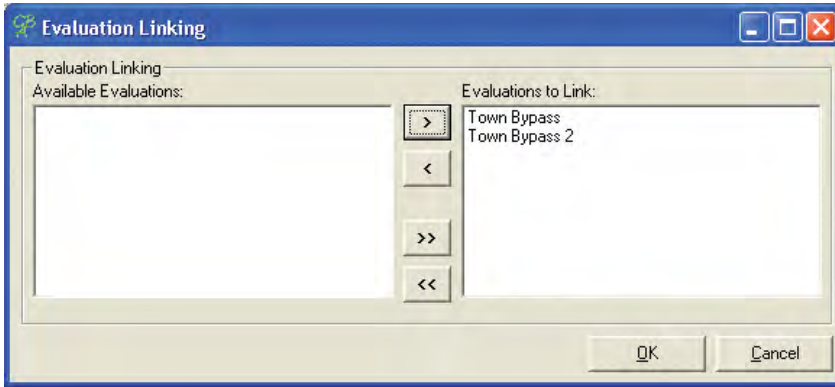 Evaluation Linking
Evaluation Linking
Available Evaluations:
Evaluations to Link:
Town Bypass
Town Bypass 2
>
<
>>
<<
OK
Cancel